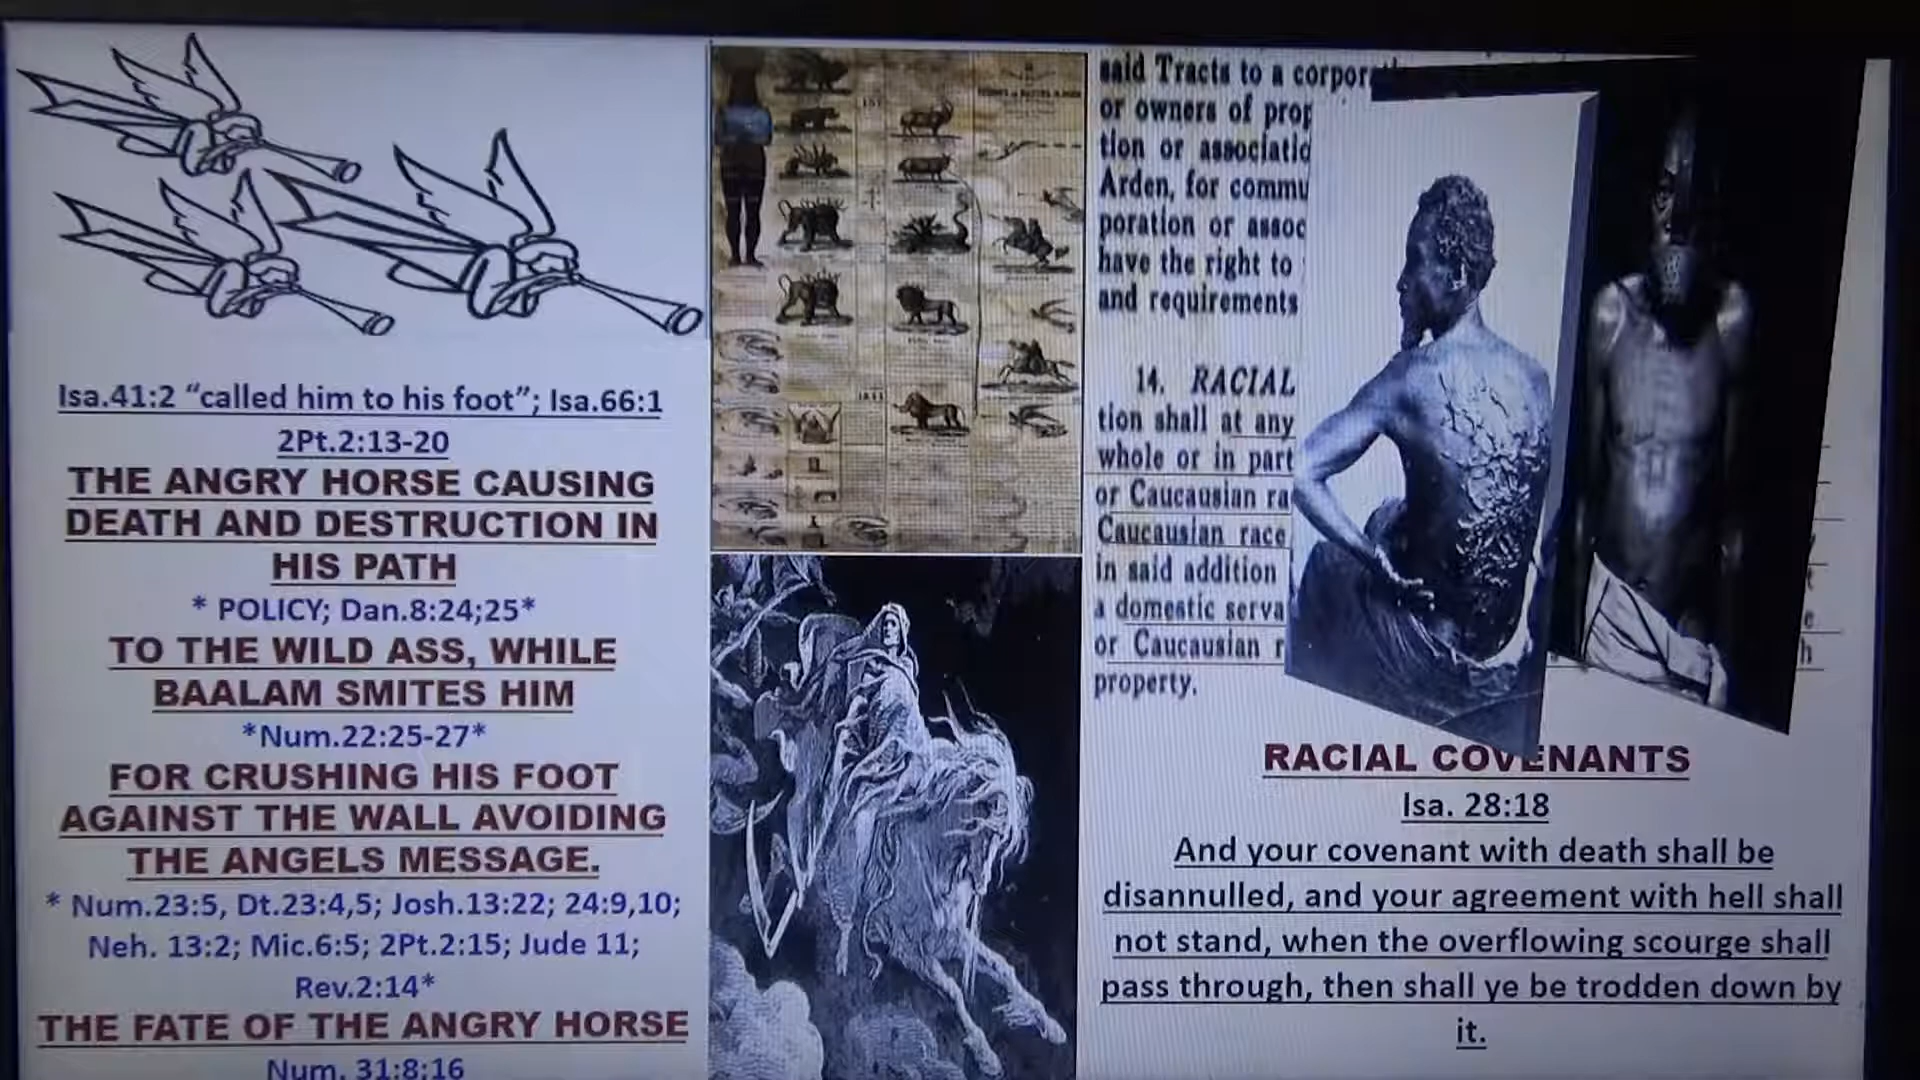 Isa.41:2 “called him to his foot”; Isa.66:1
2Pt.2:13-20
THE ANGRY HORSE CAUSING
DEATH AND DESTRUCTION IN
HIS PATH
* POLICY; Dan.8:24;25*
TO THE WILD ASS, WHILE
BAALAM SMITES HIM
*Num.22:25-27*
FOR CRUSHING HIS FOOT
AGAINST THE WALL AVOIDING
THE ANGELS MESSAGE.
* Num.23:5, Dt.23:4,5; Josh.13:22; 24:9,10;
Neh. 13:2; Mic.6:5; 2Pt.2:15; Jude 11;
Rev.2:14*
THE FATE OF THE ANGRY HORSE
Num. 31:8;16
said Tracts to a corpor
or owners of prop
tion or associatio
Arden, for commu
poration or assoc
have the right to
and requirements
14. RACIAL
tion shall at any
whole or in part
or Caucausian ra
Caucausian race
in said addition
a domestic serva
or Caucausian r
property.
RACIAL COVENANTS
Isa. 28:18
And your covenant with death shall be
disannulled, and your agreement with hell shall
not stand, when the overflowing scourge shall
pass through, then shall ye be trodden down by
it.